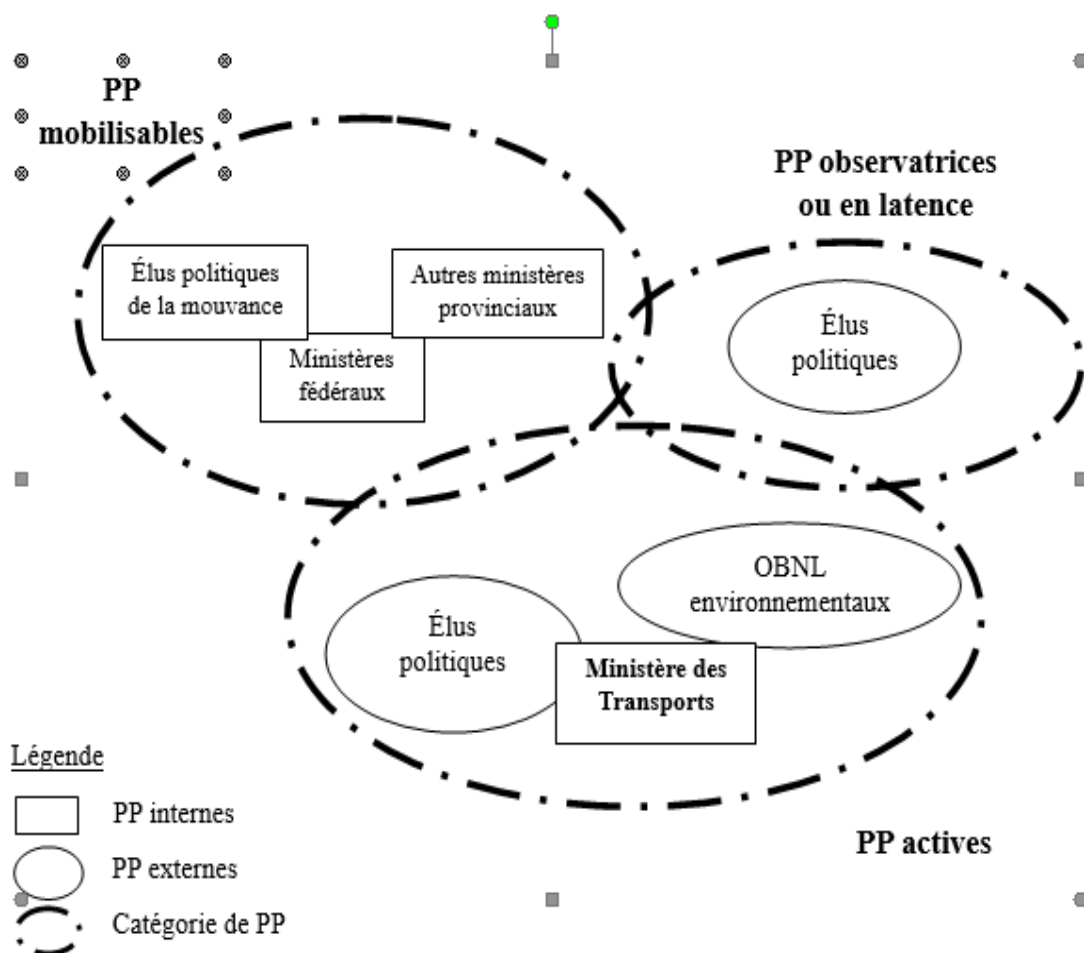 PP
mobilisables
PP observatrices
ou en latence
Élus politiques
de la mouvance
Autres ministères
provinciaux
Ministères
fédéraux
Élus
politiques
OBNL
environnementaux
Élus
politiques
Ministère des
Transports
PP actives
Légende
PP internes
PP externes
Catégorie de PP